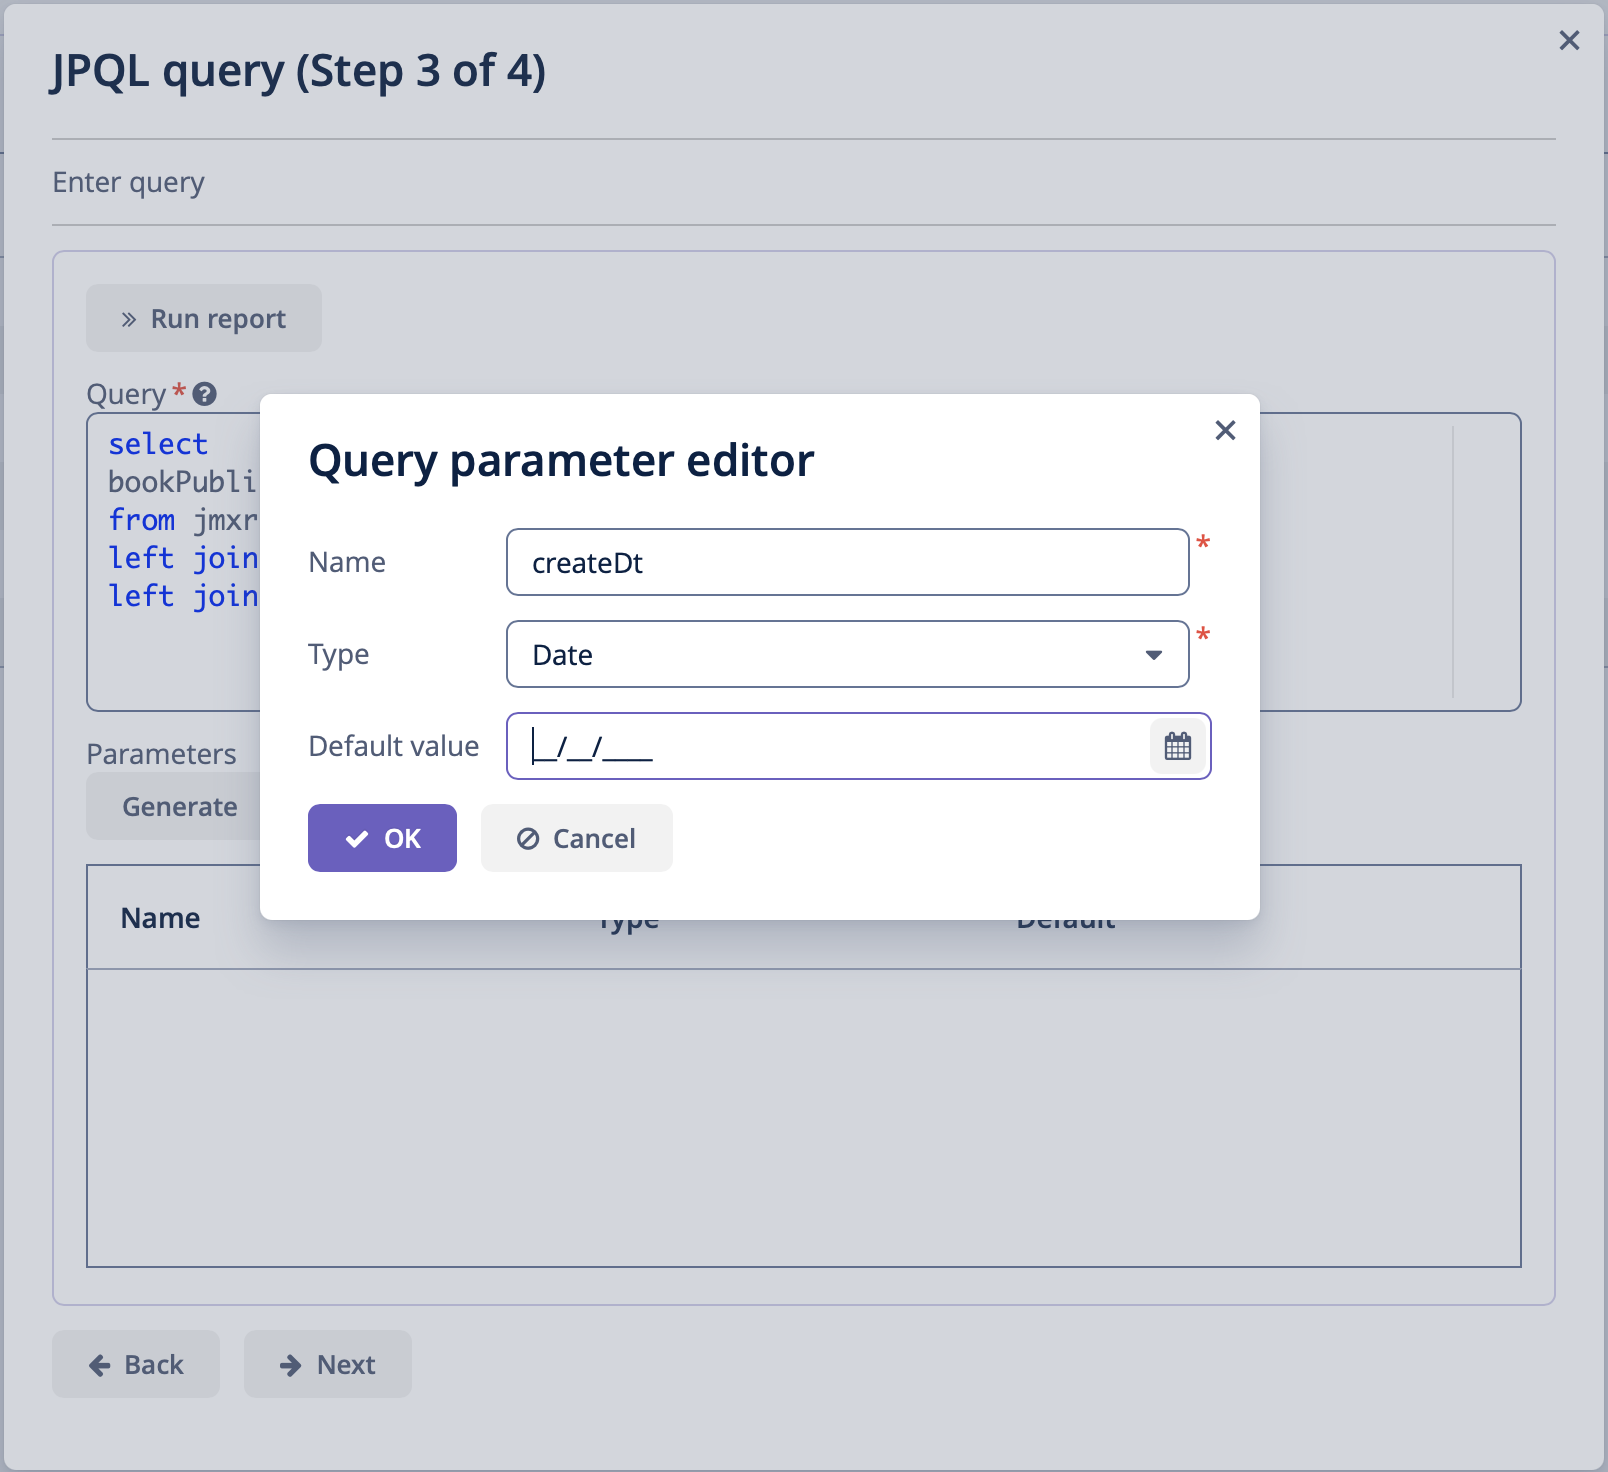 JPQL query (Step 3 of 4)
Enter query
Run report
Query *
select
bookPubli
from jmxr
left join
left join
Query parameter editor
Name createDt *
Type Date *
Default value __/__/____
OK Cancel
Parameters
Generate
Name Type Default
Back Next